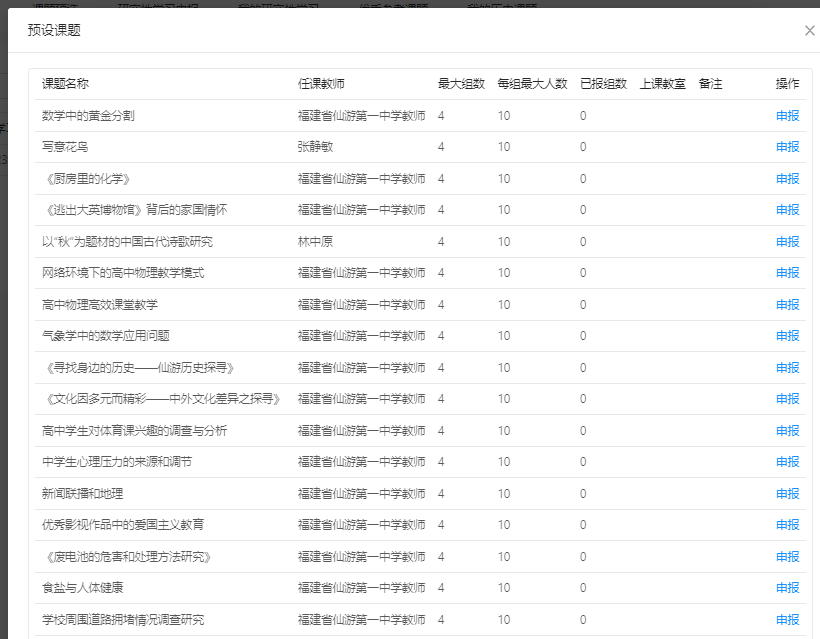 预设课题
课题名称 任课教师 最大组数 每组最大人数 已报组数 上课教室 备注 操作
数学中的黄金分割 福建省仙游第一中学教师 4 10 0 申报
写意花鸟 张静敏 4 10 0 申报
《厨房里的化学》 福建省仙游第一中学教师 4 10 0 申报
《逃出大英博物馆》背后的家国情怀 福建省仙游第一中学教师 4 10 0 申报
以“秋”为题材的中国古代诗歌研究 林中原 4 10 0 申报
网络环境下的高中物理教学模式 福建省仙游第一中学教师 4 10 0 申报
高中物理高效课堂教学 福建省仙游第一中学教师 4 10 0 申报
气象学中的数学应用问题 福建省仙游第一中学教师 4 10 0 申报
《寻找身边的历史——仙游历史探寻》 福建省仙游第一中学教师 4 10 0 申报
《文化因多元而精彩——中外文化差异之探寻》 福建省仙游第一中学教师 4 10 0 申报
高中学生对体育课兴趣的调查与分析 福建省仙游第一中学教师 4 10 0 申报
中学生心理压力的来源和调节 福建省仙游第一中学教师 4 10 0 申报
新闻联播和地理 福建省仙游第一中学教师 4 10 0 申报
优秀影视作品中的爱国主义教育 福建省仙游第一中学教师 4 10 0 申报
《废电池的危害和处理方法研究》 福建省仙游第一中学教师 4 10 0 申报
食盐与人体健康 福建省仙游第一中学教师 4 10 0 申报
学校周围道路拥堵情况调查研究 福建省仙游第一中学教师 4 10 0 申报